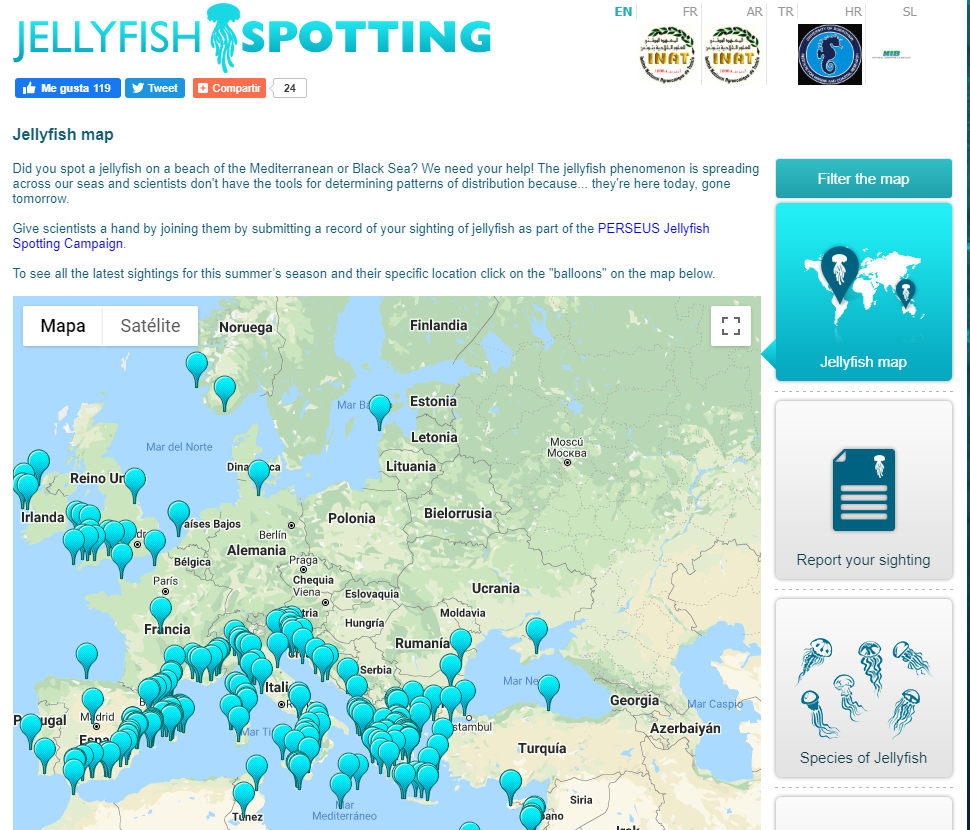 JELLYFISH SPOTTING
EN FR AR TR HR SL
INAT INAT
Me gusta 119 Tweet Compartir 24
Jellyfish map
Did you spot a jellyfish on a beach of the Mediterranean or Black Sea? We need your help! The jellyfish phenomenon is spreading
across our seas and scientists don't have the tools for determining patterns of distribution because... they're here today, gone
tomorrow.
Give scientists a hand by joining them by submitting a record of your sighting of jellyfish as part of the PERSEUS Jellyfish
Spotting Campaign.
To see all the latest sightings for this summer's season and their specific location click on the "balloons" on the map below.
Mapa Satélite
Noruega
Finlandia
Mar Ba
Estonia
Mar del Norte
Letonia
Moscú
Москва
Dina ca
Lituania
Reino Un
Irlanda
aíses Bajos
Berlín
Polonia
Bielorrusia
Alemania
Bélgica
Praga
Chequia
París
Viena
Eslovaquia
Ucrania
tria
Moldavia
Hungría
Francia
Rumanía
Serbia
Mar Ne
Itali
Georgia
Mar Caspio
P tugal
Madrid
Espa
Mar Ti
stambul
Azerbaiyán
Turquía
Siria
bano
Mar
Mediterráneo
Túnez
Irak
Filter the map
Jellyfish map
Report your sighting
Species of Jellyfish